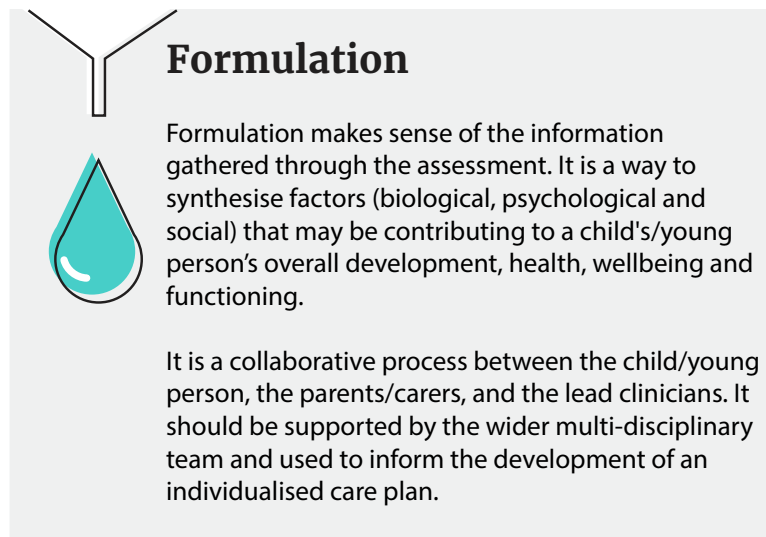 Formulation
Formulation makes sense of the information
gathered through the assessment. It is a way to
synthesise factors (biological, psychological and
social) that may be contributing to a child's/young
person’s overall development, health, wellbeing and
functioning.
It is a collaborative process between the child/young
person, the parents/carers, and the lead clinicians. It
should be supported by the wider multi-disciplinary
team and used to inform the development of an
individualised care plan.